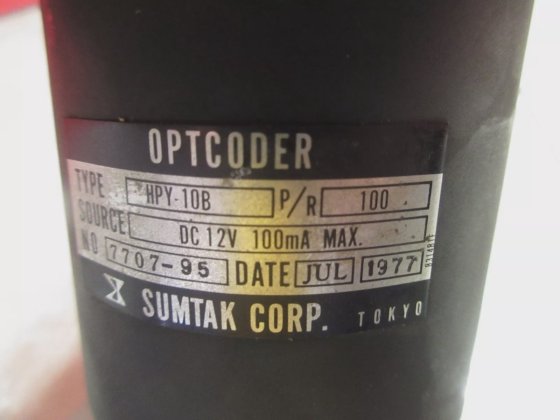 OPTCODER
TYPE HPY-10B P/R 100
SOURCE DC 12V 100mA MAX.
NO 7707-95 DATE JUL 1977
SUMTAK CORP. TOKYO